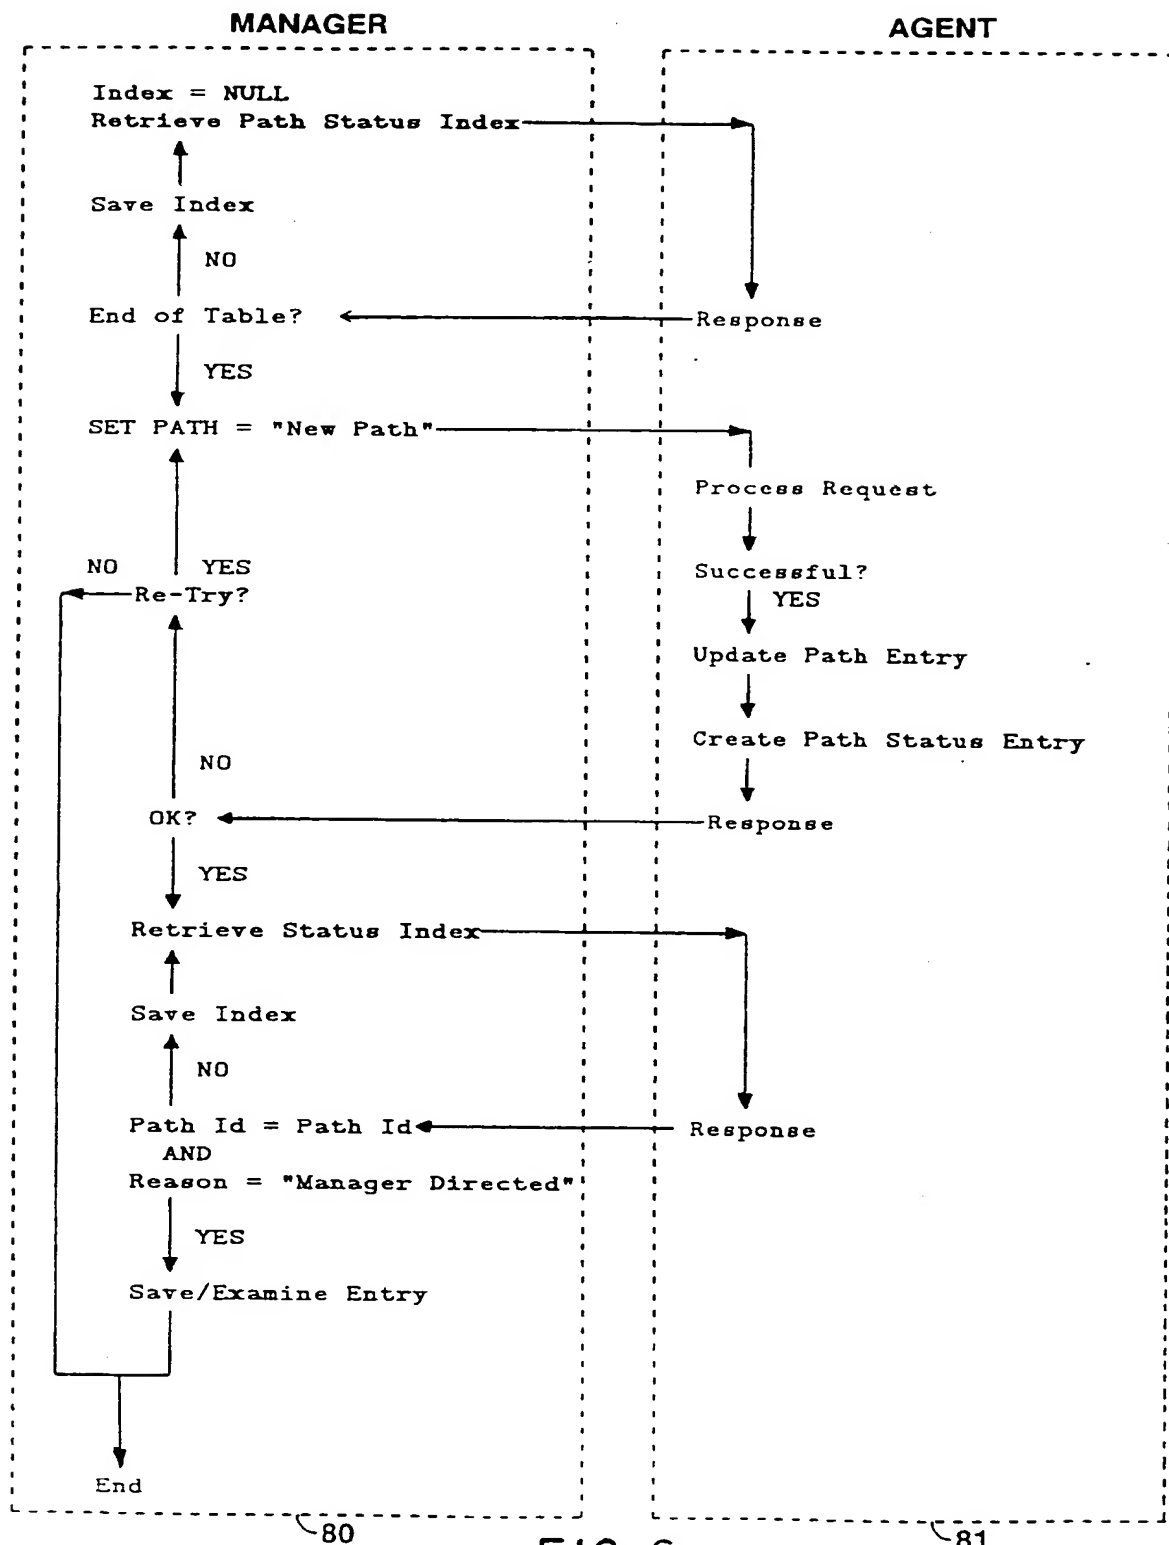 MANAGER
AGENT
Index = NULL
Retrieve Path Status Index
Save Index
NO
End of Table?
Response
YES
SET PATH = "New Path"
Process Request
NO YES
Successful?
Re-Try?
YES
Update Path Entry
Create Path Status Entry
NO
OK?
Response
YES
Retrieve Status Index
Save Index
NO
Path Id = Path Id
Response
AND
Reason = "Manager Directed"
YES
Save/Examine Entry
End
80
81